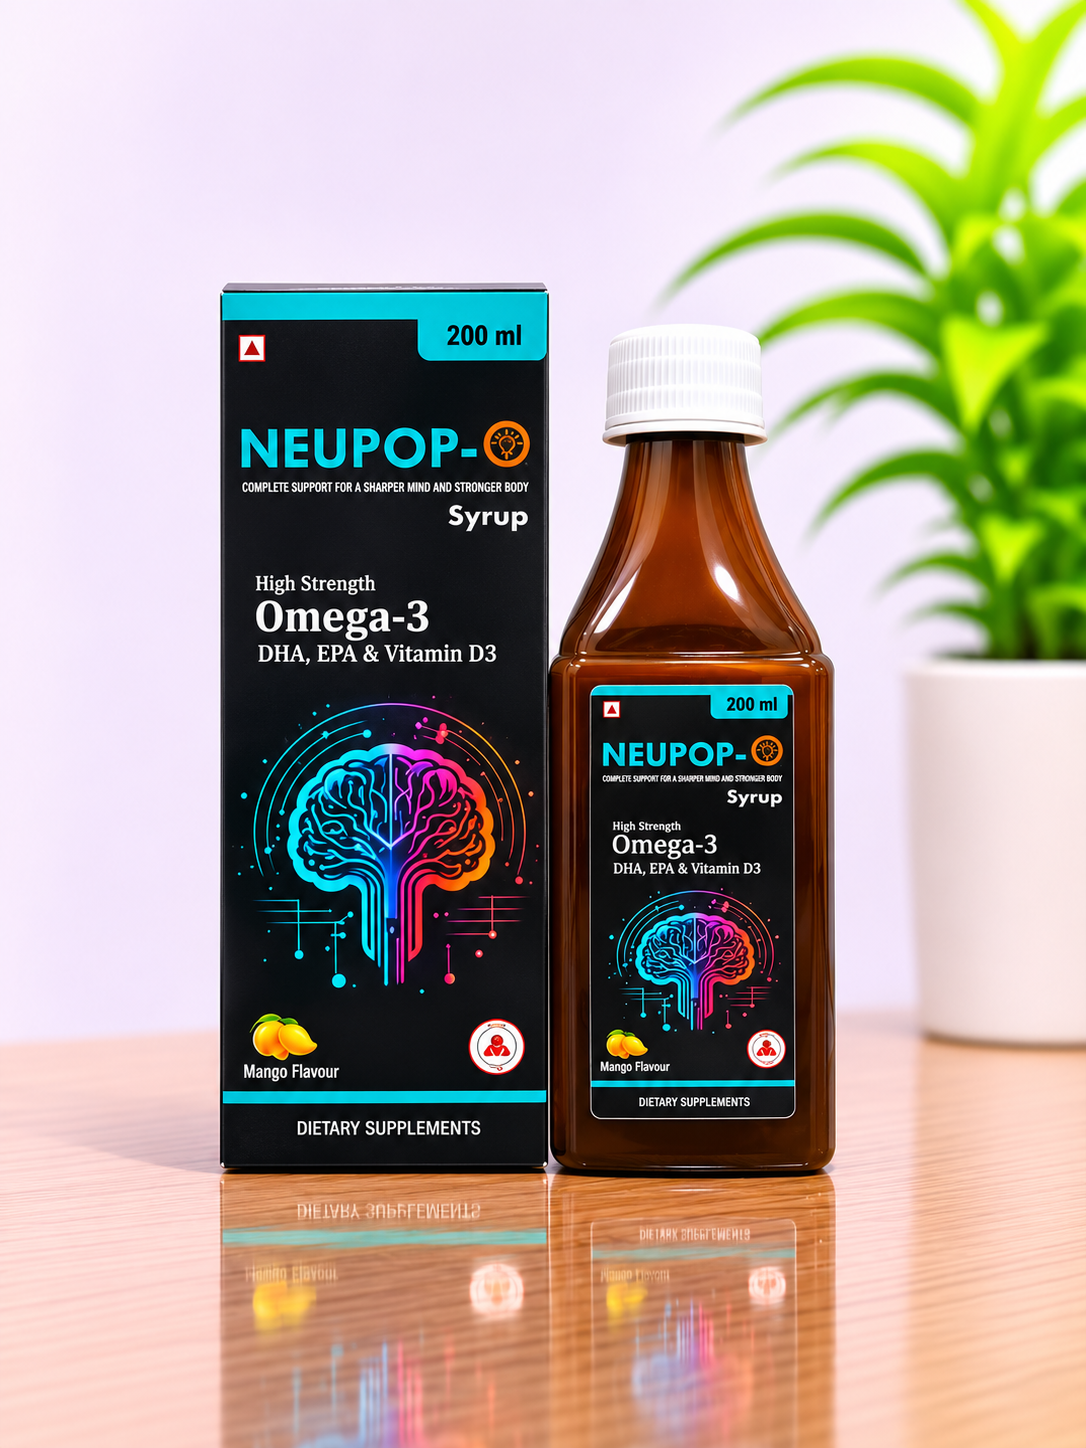 200 ml
NEUPOP-O
COMPLETE SUPPORT FOR A SHARPER MIND AND STRONGER BODY
Syrup
High Strength
Omega-3
DHA, EPA & Vitamin D3
Mango Flavour
DIETARY SUPPLEMENTS
200 ml
NEUPOP-O
COMPLETE SUPPORT FOR A SHARPER MIND AND STRONGER BODY
Syrup
High Strength
Omega-3
DHA, EPA & Vitamin D3
Mango Flavour
DIETARY SUPPLEMENTS